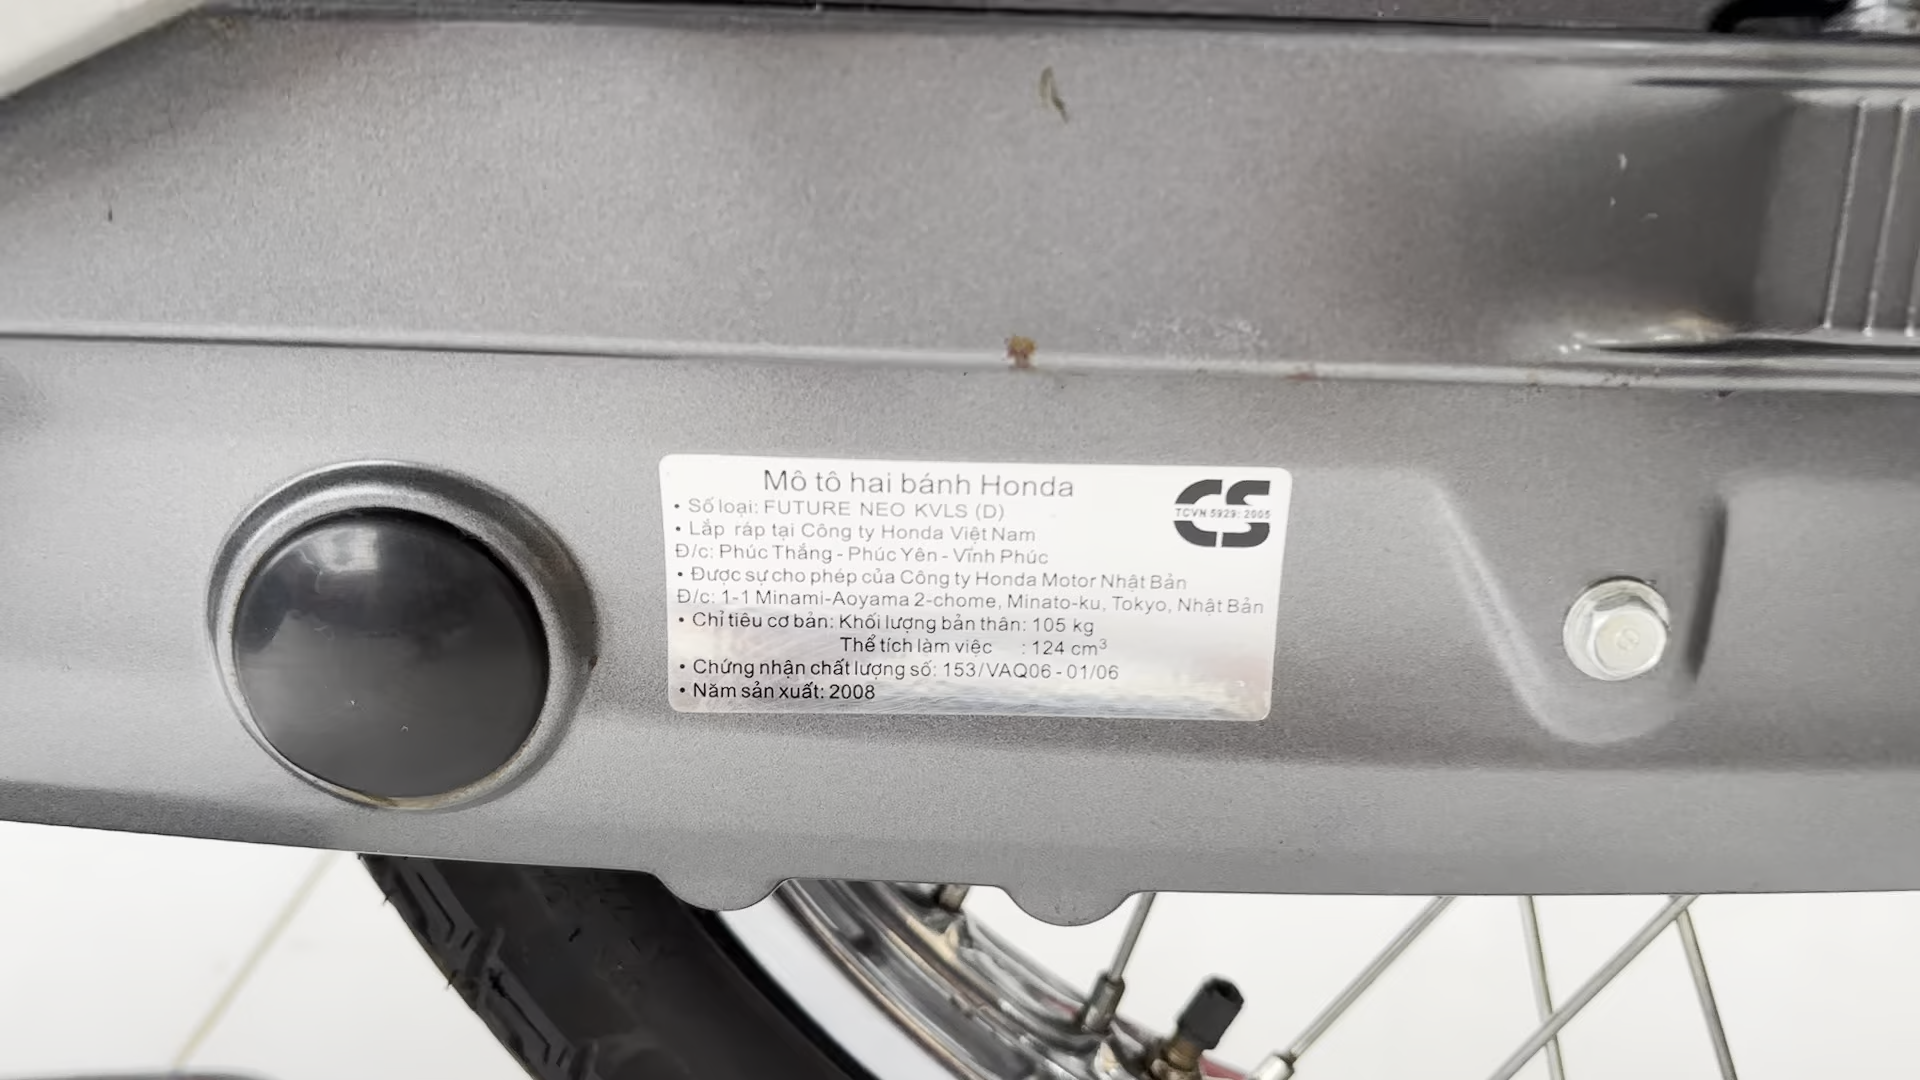 Mô tô hai bánh Honda
CS
TCVN 5929: 2005
• Số loại: FUTURE NEO KVLS (D)
• Lắp ráp tại Công ty Honda Việt Nam
Đ/c: Phúc Thắng - Phúc Yên - Vĩnh Phúc
• Được sự cho phép của Công ty Honda Motor Nhật Bản
Đ/c: 1-1 Minami-Aoyama 2-chome, Minato-ku, Tokyo, Nhật Bản
• Chỉ tiêu cơ bản: Khối lượng bản thân: 105 kg
Thể tích làm việc : 124 cm³
• Chứng nhận chất lượng số: 153/VAQ06 - 01/06
• Năm sản xuất: 2008